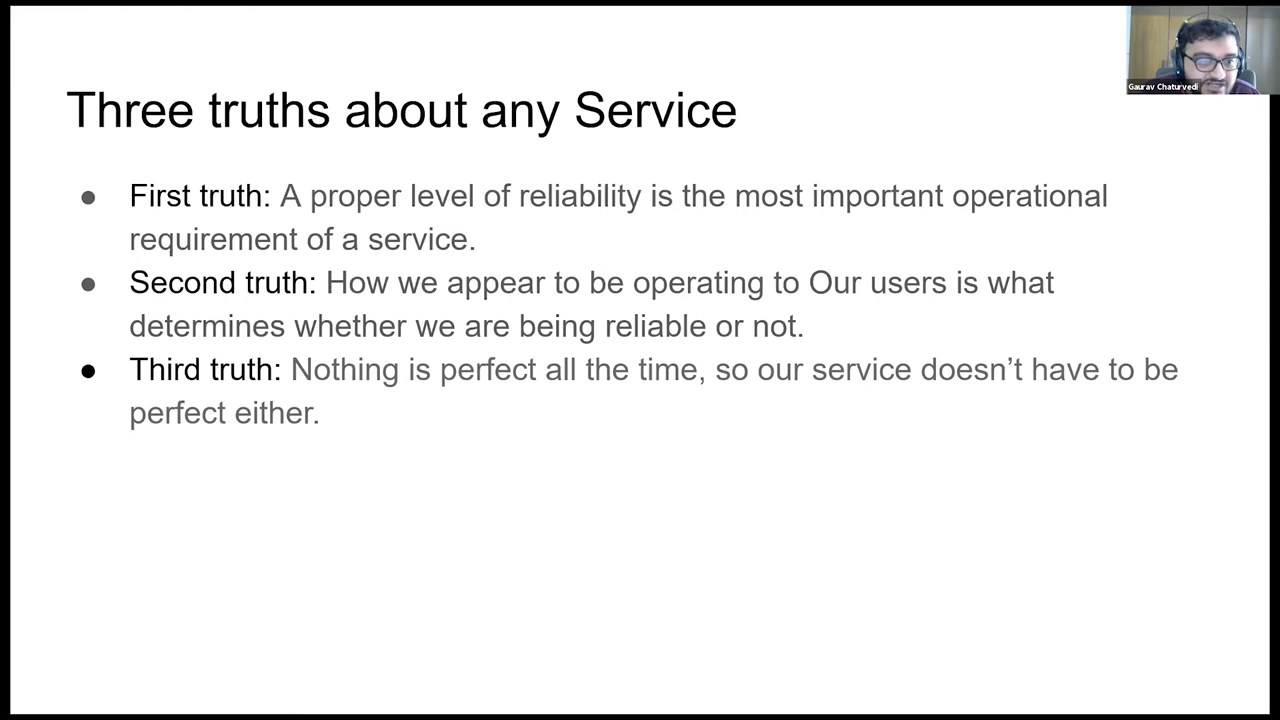 Gaurav Chaturvedi
Three truths about any Service
● First truth: A proper level of reliability is the most important operational
requirement of a service.
● Second truth: How we appear to be operating to Our users is what
determines whether we are being reliable or not.
● Third truth: Nothing is perfect all the time, so our service doesn’t have to be
perfect either.